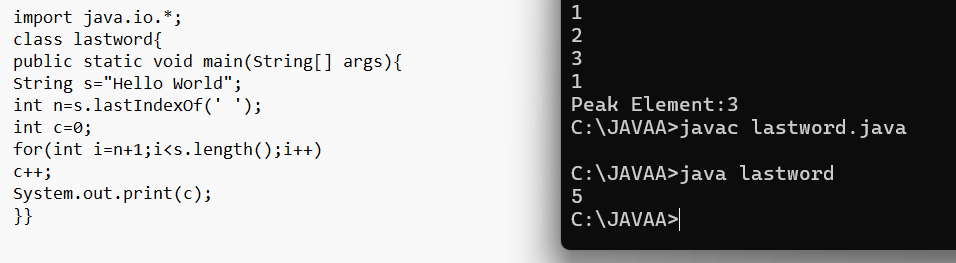 import java.io.*;
class lastword{
public static void main(String[] args){
String s="Hello World";
int n=s.lastIndexOf(' ');
int c=0;
for(int i=n+1;i<s.length();i++)
c++;
System.out.print(c);
}}
1
2
3
1
Peak Element:3
C:\JAVAA>javac lastword.java
C:\JAVAA>java lastword
5
C:\JAVAA>